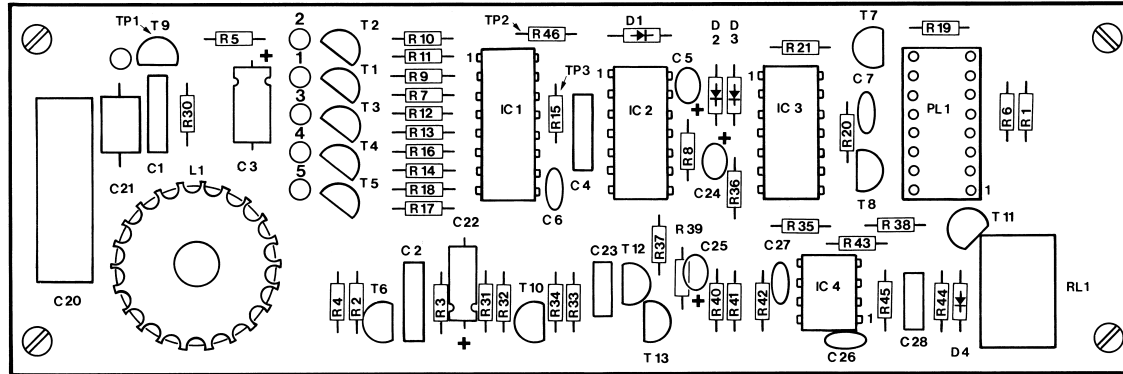 TP1
T9
R5
+
2
T2
R10
TP2
R46
D1
D2
D3
T7
R19
1
R11
1
C5
R21
1
T1
R9
IC 1
TP3
R15
IC 2
+
IC 3
C7
PL1
R6
R1
3
R7
T3
R12
R30
R13
R8
+
R20
4
T4
R16
C1
C3
R14
C4
C24
R36
5
T5
R18
C21
L1
R17
C6
T8
1
C22
R39
R35
R38
T11
+
R37
R43
C2
C23
T12
C25
C27
C20
T6
T10
IC 4
RL1
R4
R2
R3
R31
R32
R34
R33
+
R40
R41
R42
1
R45
R44
+
T13
C26
C28
D4